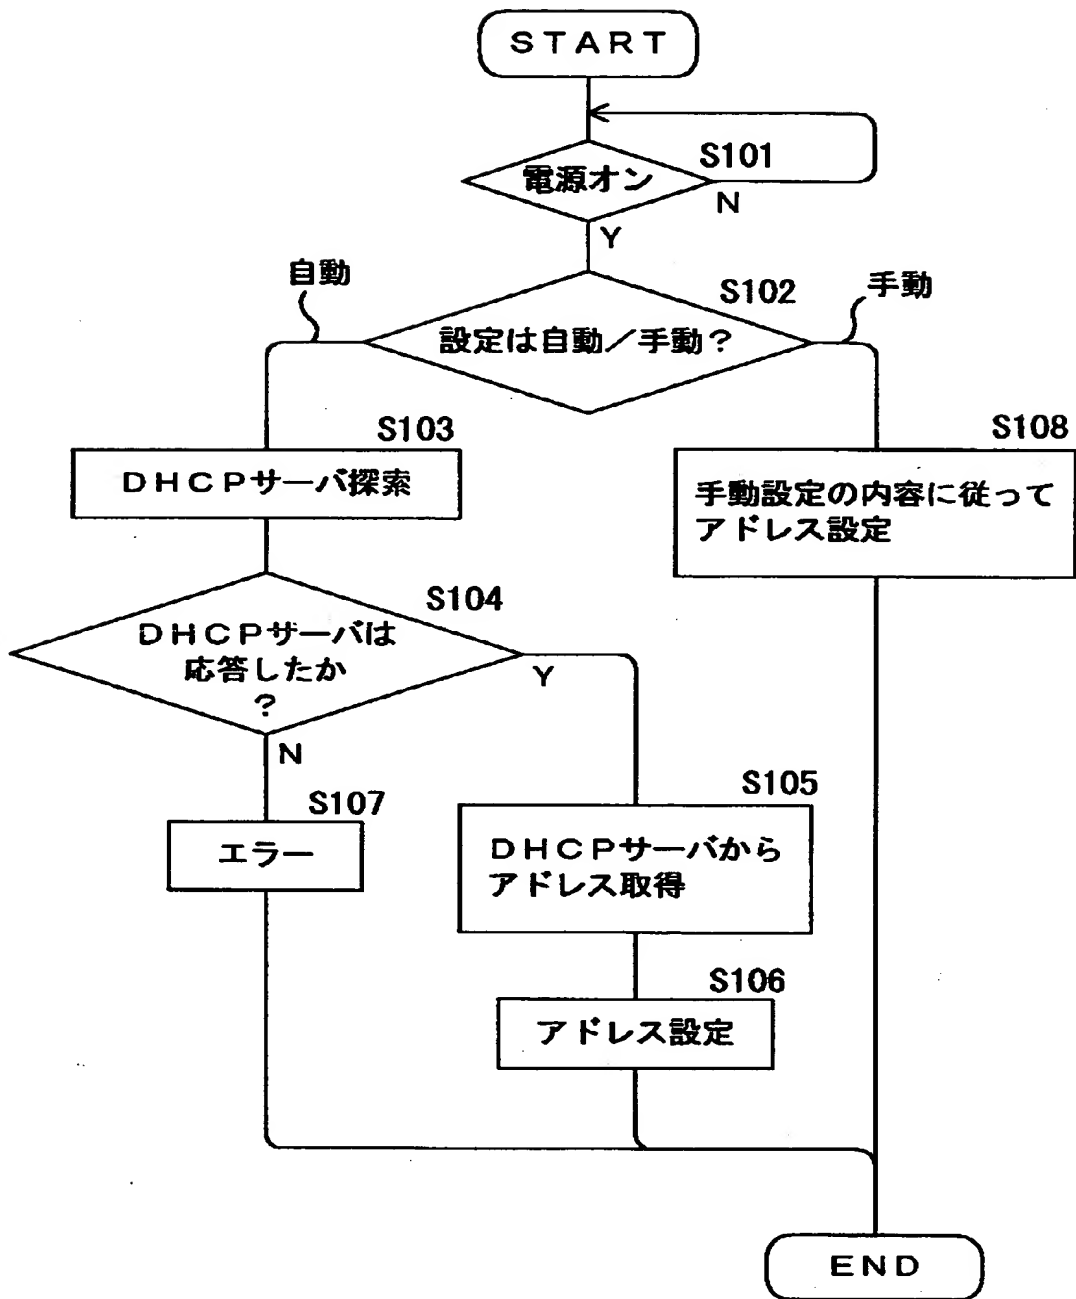 START
S101
電源オン
N
Y
自動
S102
手動
設定は自動／手動？
S103
DHCPサーバ探索
S108
手動設定の内容に従って
アドレス設定
S104
DHCPサーバは
応答したか
？
Y
N
S107
エラー
S105
DHCPサーバから
アドレス取得
S106
アドレス設定
END